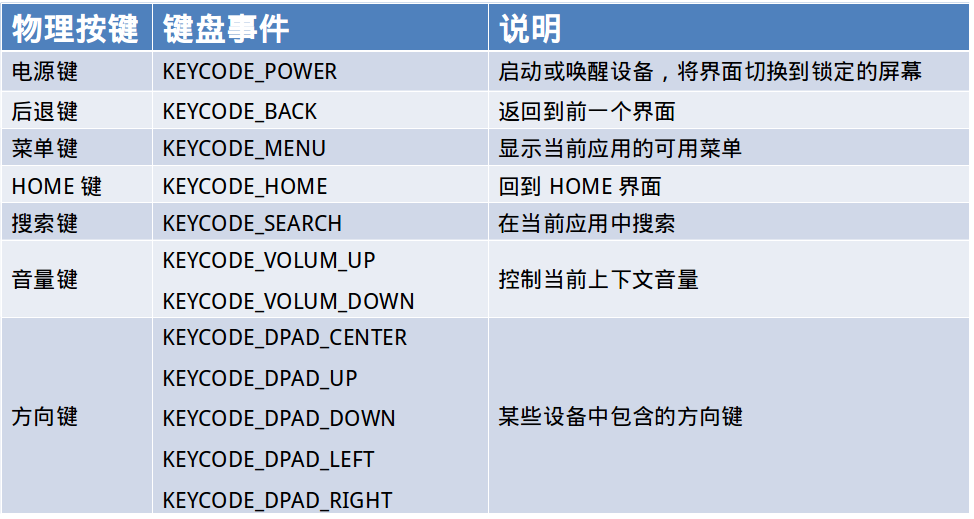 物理按键 键盘事件 说明
电源键 KEYCODE_POWER 启动或唤醒设备，将界面切换到锁定的屏幕
后退键 KEYCODE_BACK 返回到前一个界面
菜单键 KEYCODE_MENU 显示当前应用的可用菜单
HOME 键 KEYCODE_HOME 回到 HOME 界面
搜索键 KEYCODE_SEARCH 在当前应用中搜索
音量键 KEYCODE_VOLUM_UP 控制当前上下文音量
KEYCODE_VOLUM_DOWN
方向键 KEYCODE_DPAD_CENTER 某些设备中包含的方向键
KEYCODE_DPAD_UP
KEYCODE_DPAD_DOWN
KEYCODE_DPAD_LEFT
KEYCODE_DPAD_RIGHT